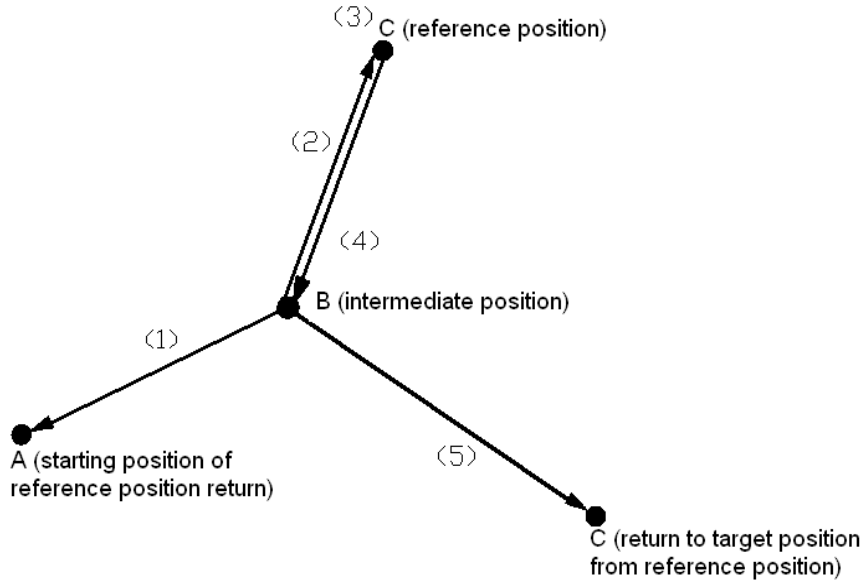 (3) C (reference position)
(2)
(4)
B (intermediate position)
(1)
A (starting position of
reference position return)
(5)
C (return to target position
from reference position)